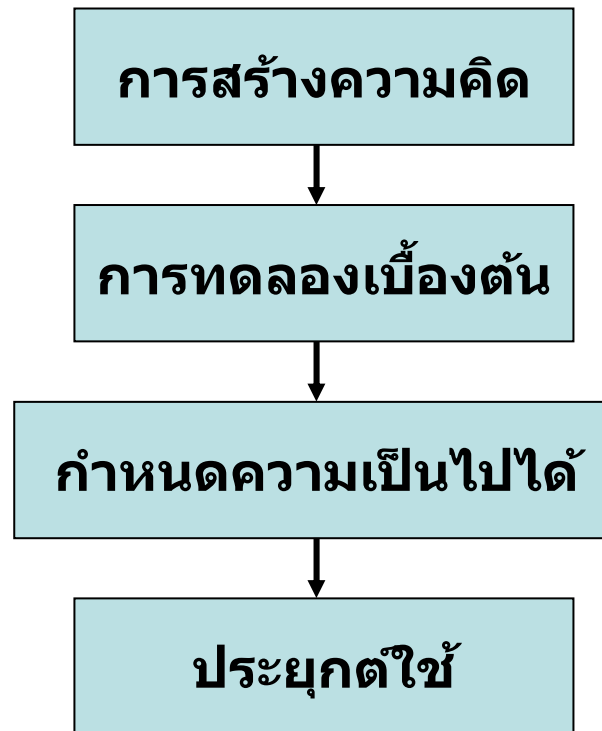 การสร้างความคิด
การทดลองเบื้องต้น
กำหนดความเป็นไปได้
ประยุกต์ใช้